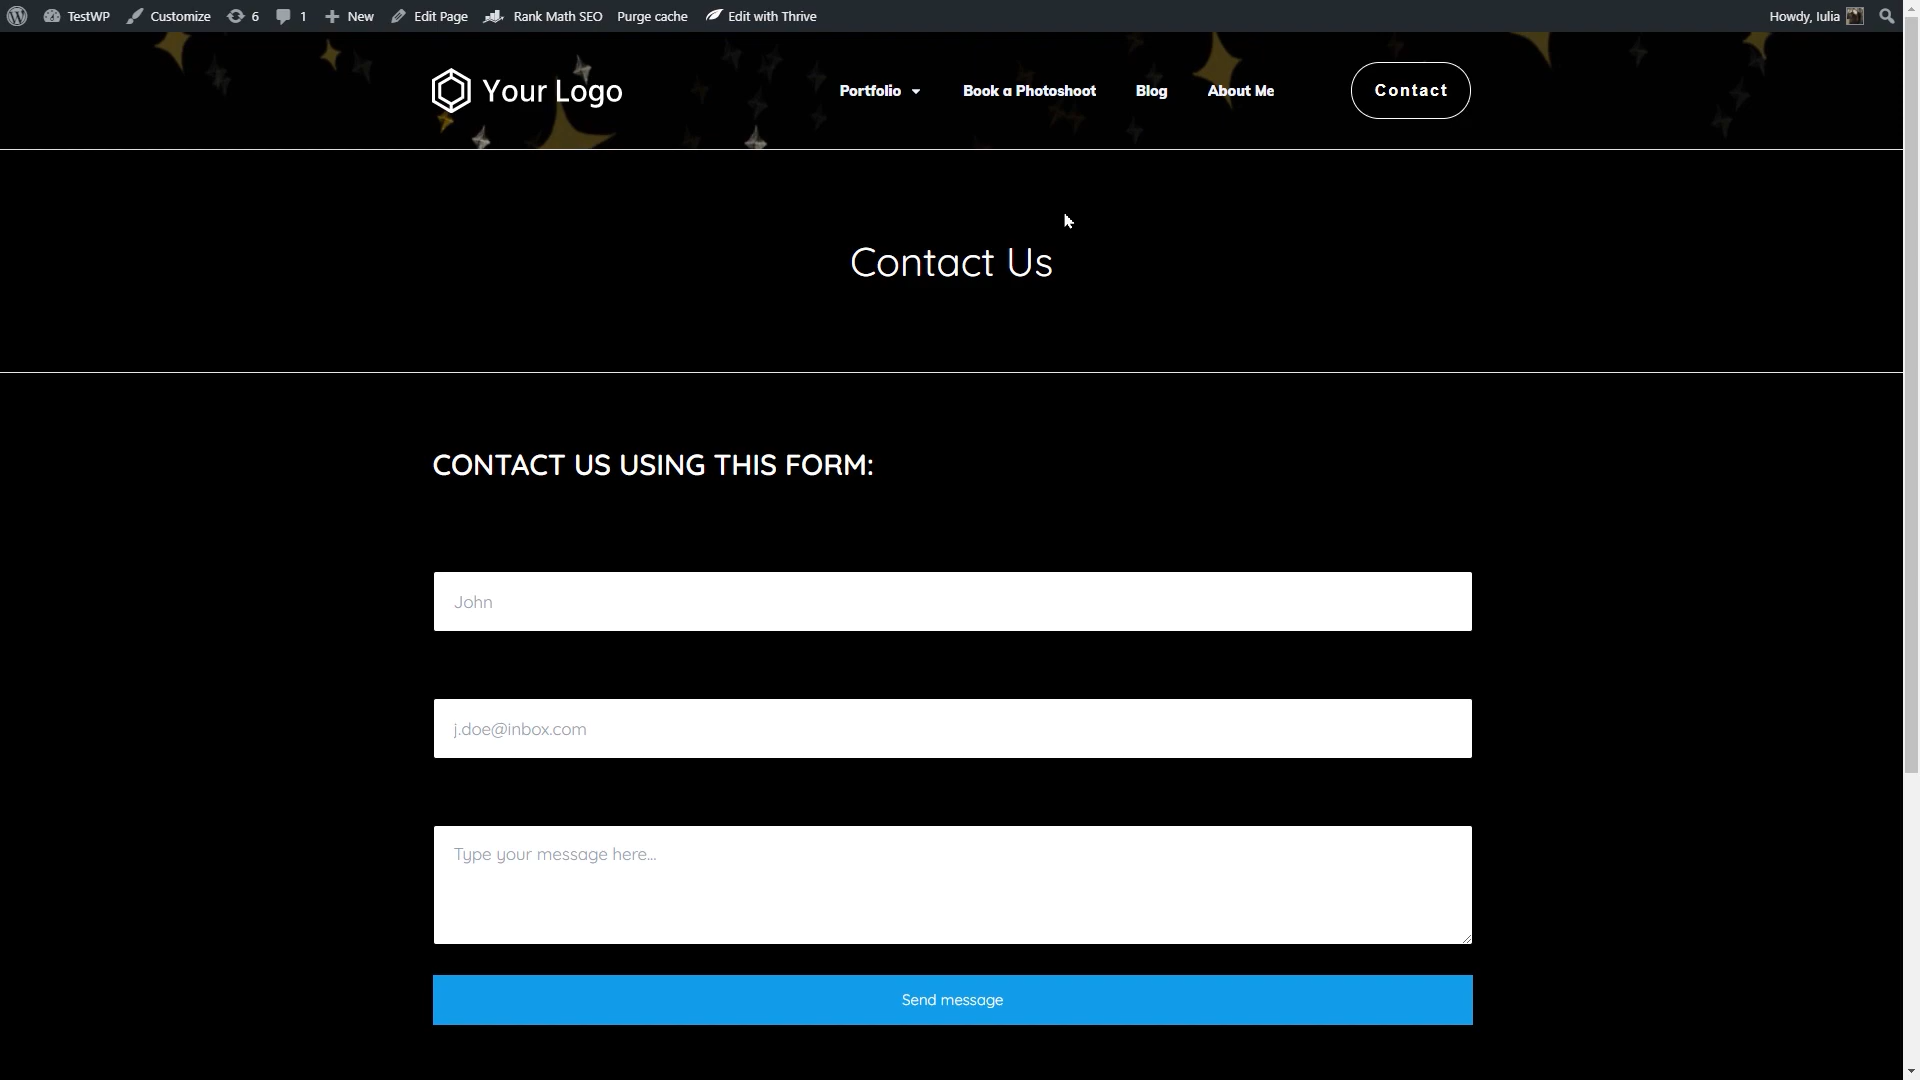 TestWP Customize 6 1 New Edit Page Rank Math SEO Purge cache Edit with Thrive Howdy, Iulia
Your Logo Portfolio Book a Photoshoot Blog About Me Contact
Contact Us
CONTACT US USING THIS FORM:
John
j.doe@inbox.com
Type your message here...
Send message